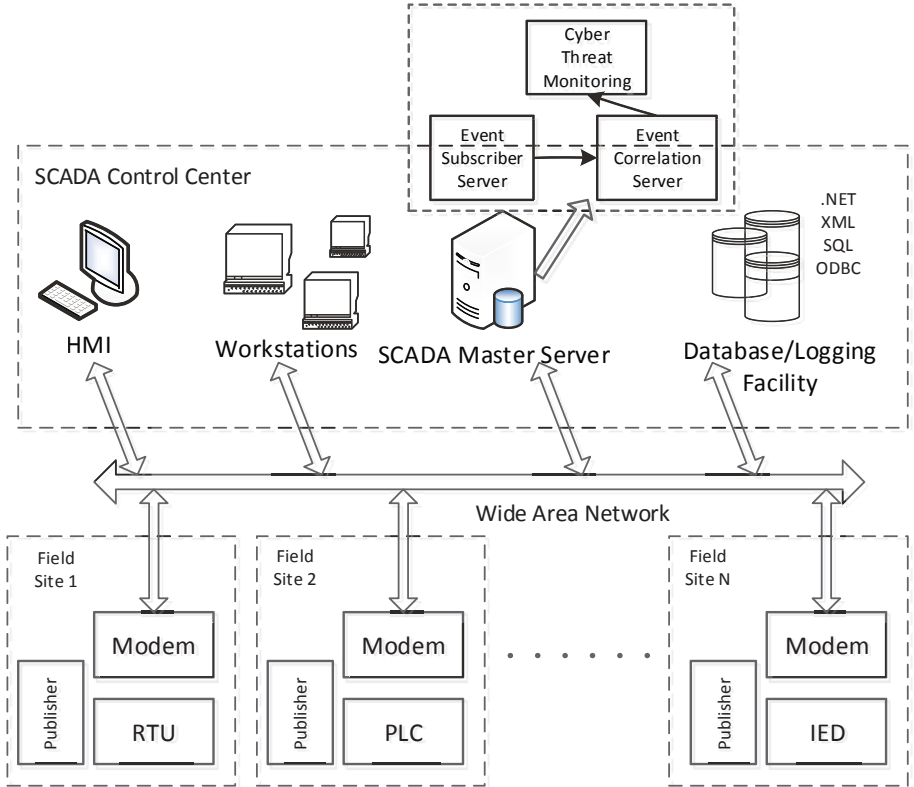 Cyber
Threat
Monitoring
Event
Subscriber
Server
Event
Correlation
Server
SCADA Control Center
.NET
XML
SQL
ODBC
HMI
Workstations
SCADA Master Server
Database/Logging
Facility
Wide Area Network
Field
Site 1
Modem
Publisher
RTU
Field
Site 2
Modem
Publisher
PLC
Field
Site N
Modem
Publisher
IED